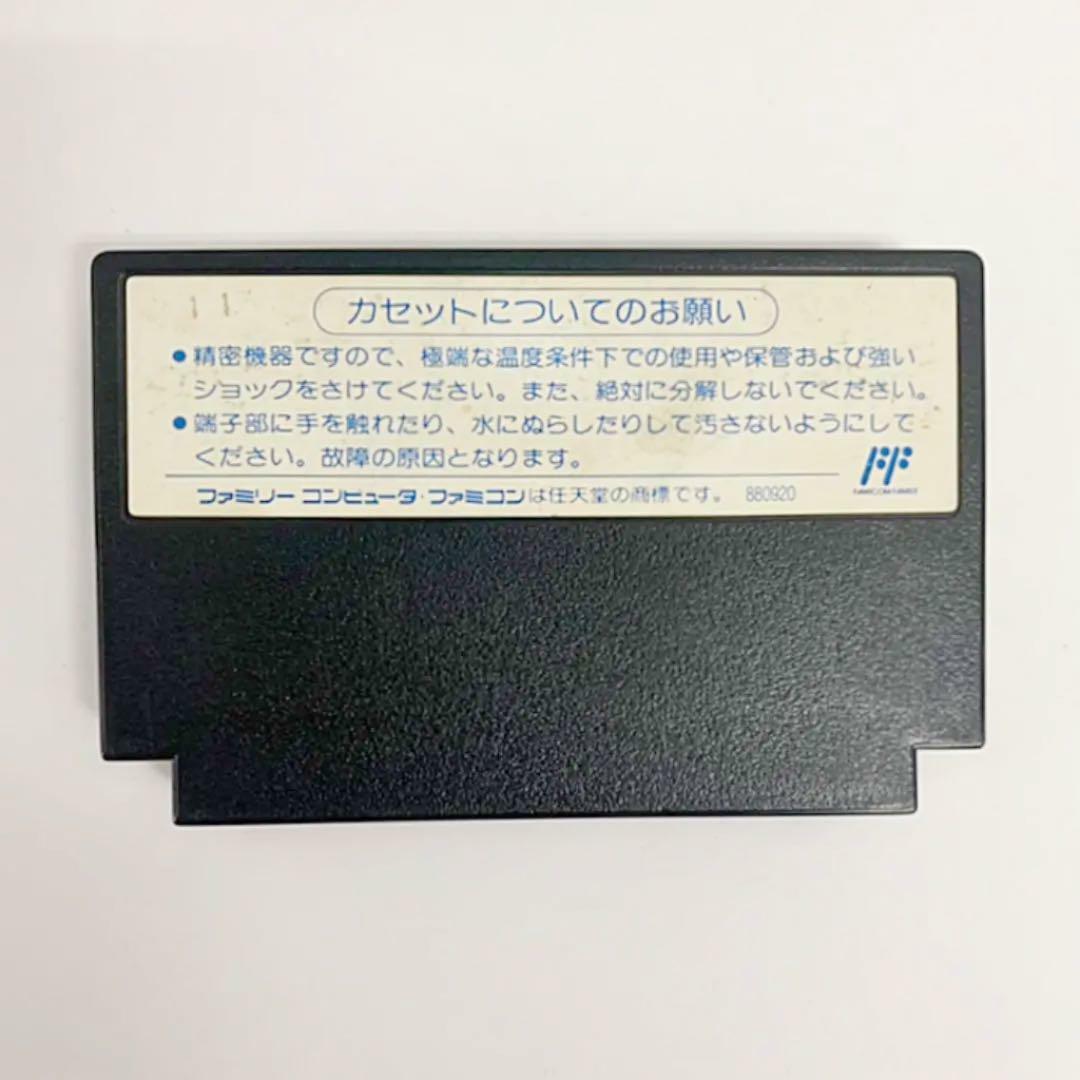 11
カセットについてのお願い
●精密機器ですので、極端な温度条件下での使用や保管および強い
ショックをさけてください。また、絶対に分解しないでください。
●端子部に手を触れたり、水にぬらしたりして汚さないようにして
ください。故障の原因となります。
FF
FAMICOM FAMILY
ファミリーコンピュータ・ファミコンは任天堂の商標です。 880920